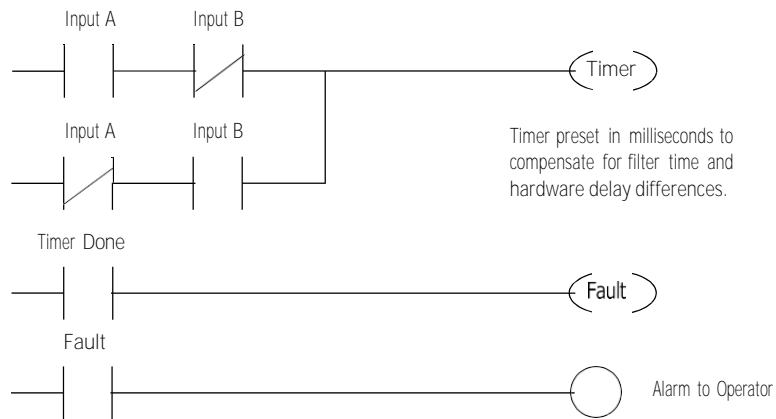 Input A
Input B
Timer
Input A
Input B
Timer preset in milliseconds to
compensate for filter time and
hardware delay differences.
Timer Done
Fault
Fault
Alarm to Operator